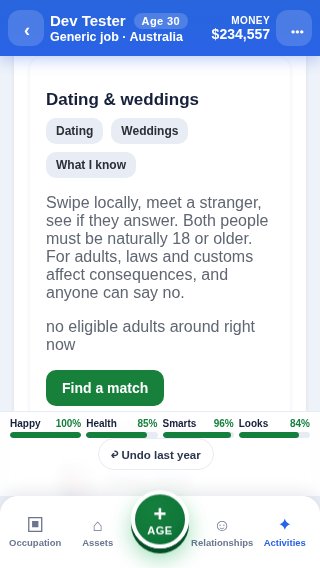 Dev Tester Age 30
Generic job · Australia
MONEY
$234,557
Dating & weddings
Dating
Weddings
What I know
Swipe locally, meet a stranger,
see if they answer. Both people
must be naturally 18 or older.
For adults, laws and customs
affect consequences, and
anyone can say no.
no eligible adults around right
now
Find a match
Happy 100% Health 85% Smarts 96% Looks 84%
Undo last year
+
AGE
Occupation
Assets
Relationships
Activities